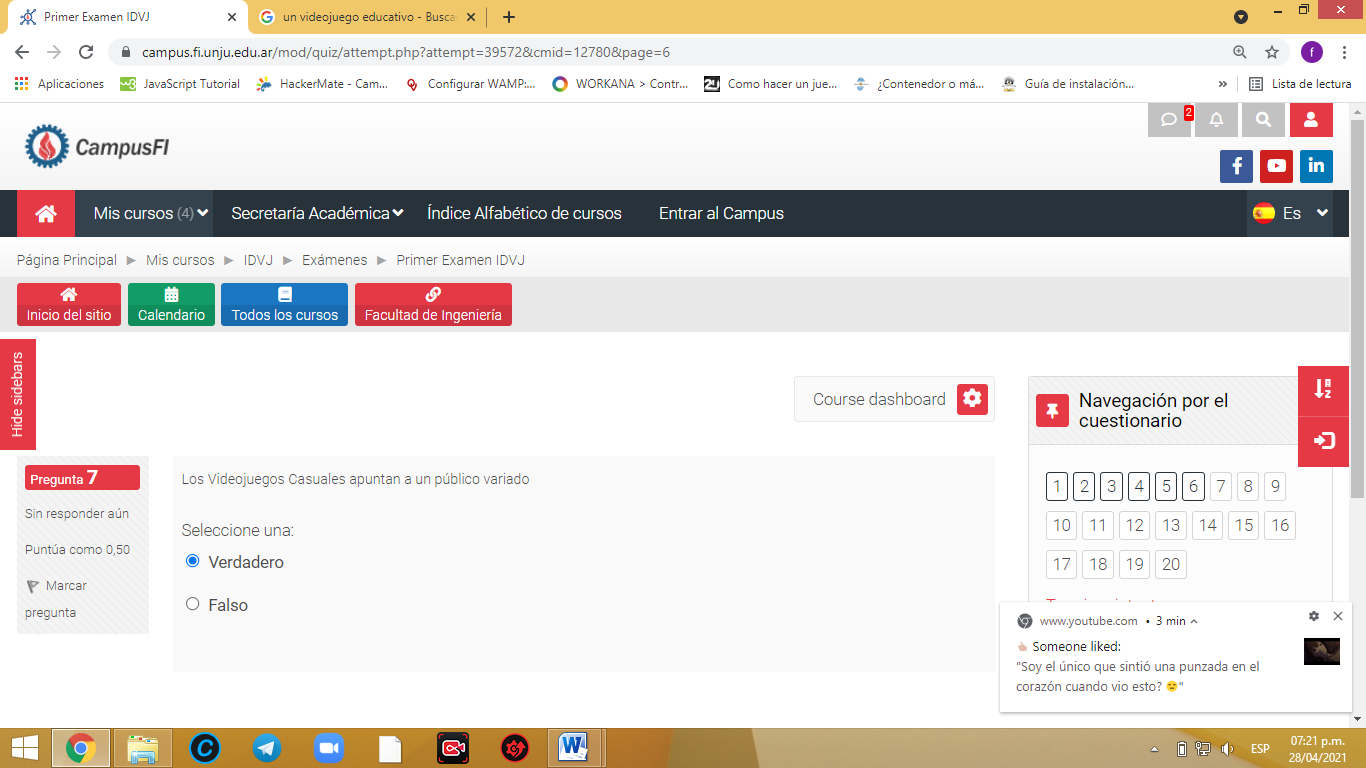 Primer Examen IDVJ
un videojuego educativo - Busca
campus.fi.unju.edu.ar/mod/quiz/attempt.php?attempt=39572&cmid=12780&page=6
f
Aplicaciones
JavaScript Tutorial
HackerMate - Cam...
Configurar WAMP:...
WORKANA > Contr...
Como hacer un jue...
¿Contenedor o má...
Guía de instalación...
»
Lista de lectura
CampusFI
2
Mis cursos (4)
Secretaría Académica
Índice Alfabético de cursos
Entrar al Campus
Es
Página Principal ► Mis cursos ► IDVJ ► Exámenes ► Primer Examen IDVJ
Inicio del sitio
Calendario
Todos los cursos
Facultad de Ingeniería
Hide sidebars
Course dashboard
Navegación por el
cuestionario
Pregunta 7
Sin responder aún
Puntúa como 0,50
Marcar
pregunta
Los Videojuegos Casuales apuntan a un público variado
Seleccione una:
Verdadero
Falso
1 2 3 4 5 6 7 8 9
10 11 12 13 14 15 16
17 18 19 20
www.youtube.com • 3 min
Someone liked:
"Soy el único que sintió una punzada en el
corazón cuando vio esto? 😔"
ESP
07:21 p.m.
28/04/2021